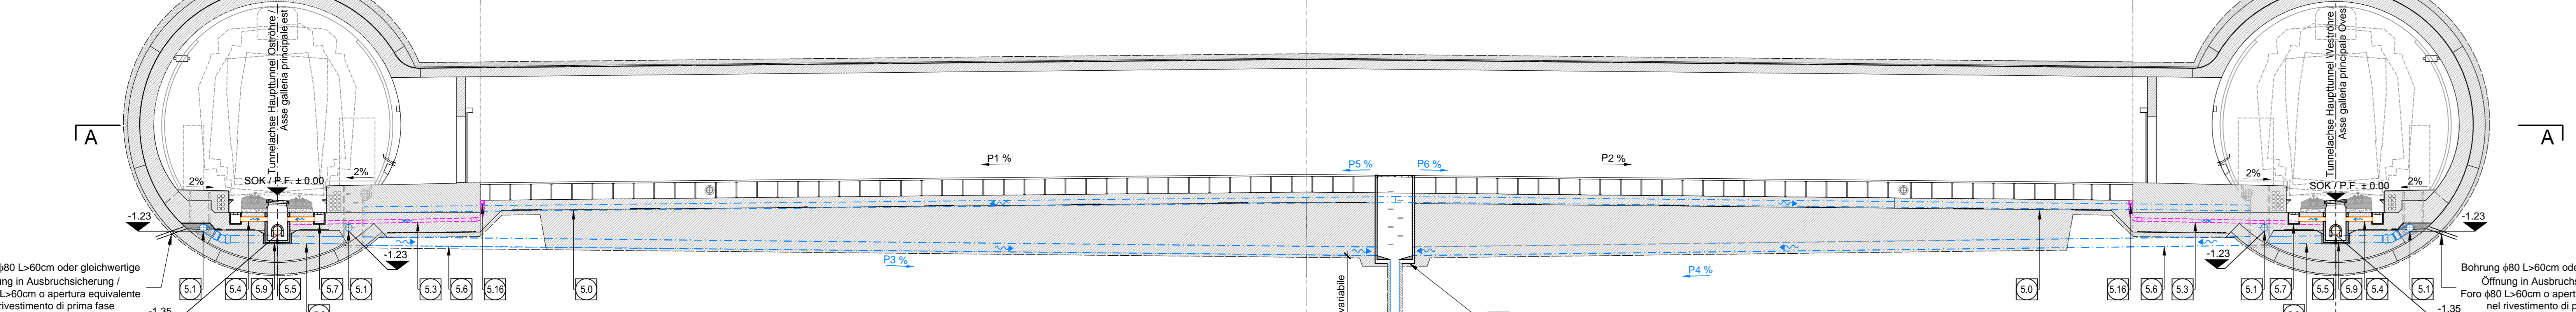 Tunnelachse Haupttunnel Oströhre /
Asse galleria principale est
Tunnelachse Haupttunnel Weströhre /
Asse galleria principale Ovest
A
A
P1 %
P5 %
P6 %
P2 %
2%
SOK / P.F. ± 0.00
2%
2%
SOK / P.F. ± 0.00
2%
-1.23
-1.23
-1.23
-1.23
P3 %
P4 %
ϕ80 L>60cm oder gleichwertige
ung in Ausbruchsicherung /
L>60cm o apertura equivalente
rivestimento di prima fase
5.1
5.4
5.9
5.5
5.7
5.1
5.3
5.6
5.16
5.0
variabile
5.0
5.16
5.6
5.3
5.1
5.7
5.5
5.9
5.4
5.1
Bohrung ϕ80 L>60cm ode
Öffnung in Ausbruchs
Foro ϕ80 L>60cm o apert
nel rivestimento di p
-1.35
-1.35